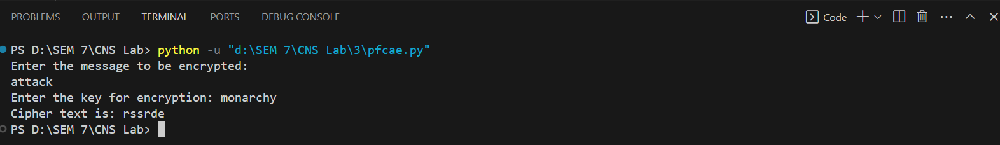 PROBLEMS OUTPUT TERMINAL PORTS DEBUG CONSOLE Code
PS D:\SEM 7\CNS Lab> python -u "d:\SEM 7\CNS Lab\3\pfcae.py"
Enter the message to be encrypted:
attack
Enter the key for encryption: monarchy
Cipher text is: rssrde
PS D:\SEM 7\CNS Lab>